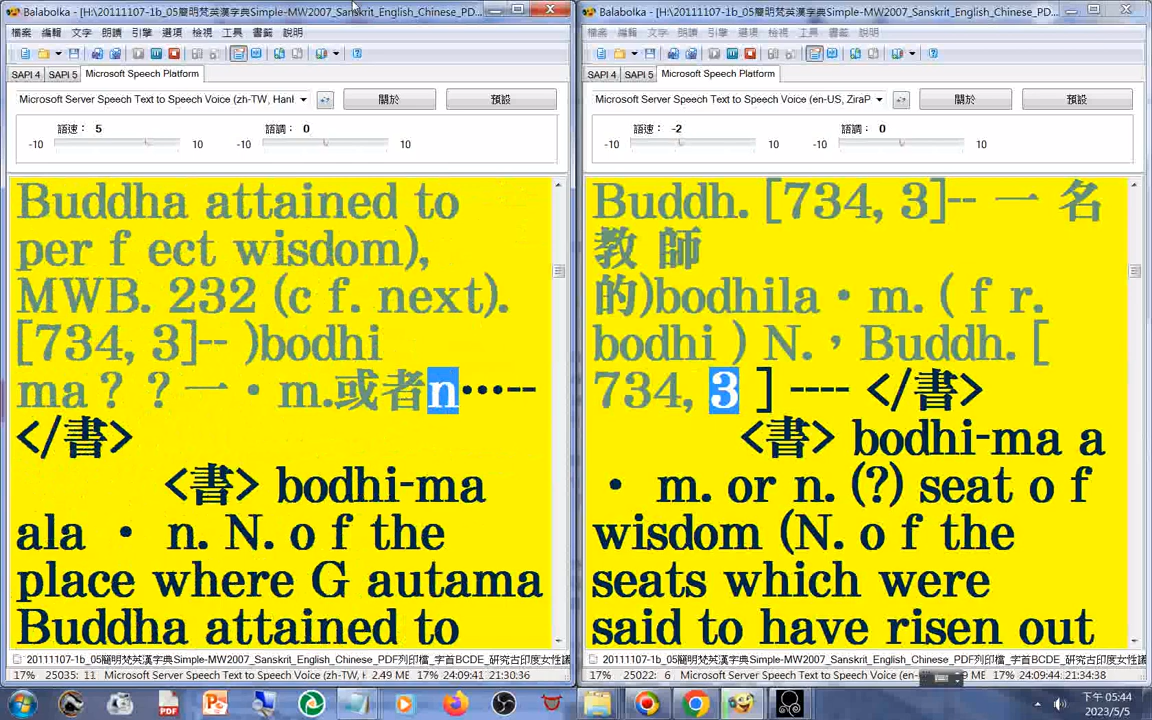 Balabolka - [H:\20111107-1b_05簡明梵英漢字典Simple-MW2007_Sanskrit_English_Chinese_PD...
檔案 編輯 文字 朗讀 引擎 選項 檢視 工具 書籤 說明
SAPI 4 SAPI 5 Microsoft Speech Platform
Microsoft Server Speech Text to Speech Voice (zh-TW, Hanl 關於 預設
語速： 5 語調： 0
-10 10 -10 10
Buddha attained to
per f ect wisdom),
MWB. 232 (c f. next).
[734, 3]-- )bodhi
ma？？一・m.或者n…--
</書>
<書> bodhi-ma
ala ・ n. N. o f the
place where G autama
Buddha attained to
20111107-1b_05簡明梵英漢字典Simple-MW2007_Sanskrit_English_Chinese_PDF列印檔_字首BCDE_研究古印度女性議
17% 25035: 11 Microsoft Server Speech Text to Speech Voice (zh-TW, H 2.49 ME 17% 24:09:41 21:30:36
Balabolka - [H:\20111107-1b_05簡明梵英漢字典Simple-MW2007_Sanskrit_English_Chinese_PD...
檔案 編輯 文字 朗讀 引擎 選項 檢視 工具 書籤 說明
SAPI 4 SAPI 5 Microsoft Speech Platform
Microsoft Server Speech Text to Speech Voice (en-US, ZiraP 關於 預設
語速： -2 語調： 0
-10 10 -10 10
Buddh. [734, 3]-- 一 名
教 師
的)bodhila・m. ( f r.
bodhi ) N.，Buddh. [
734, 3 ] ---- </書>
<書> bodhi-ma a
・ m. or n. (?) seat o f
wisdom (N. o f the
seats which were
said to have risen out
20111107-1b_05簡明梵英漢字典Simple-MW2007_Sanskrit_English_Chinese_PDF列印檔_字首BCDE_研究古印度女性議
17% 25022: 6 Microsoft Server Speech Text to Speech Voice (en- 9 ME 17% 24:09:44 21:34:38
PDF
下午 05:44
2023/5/5